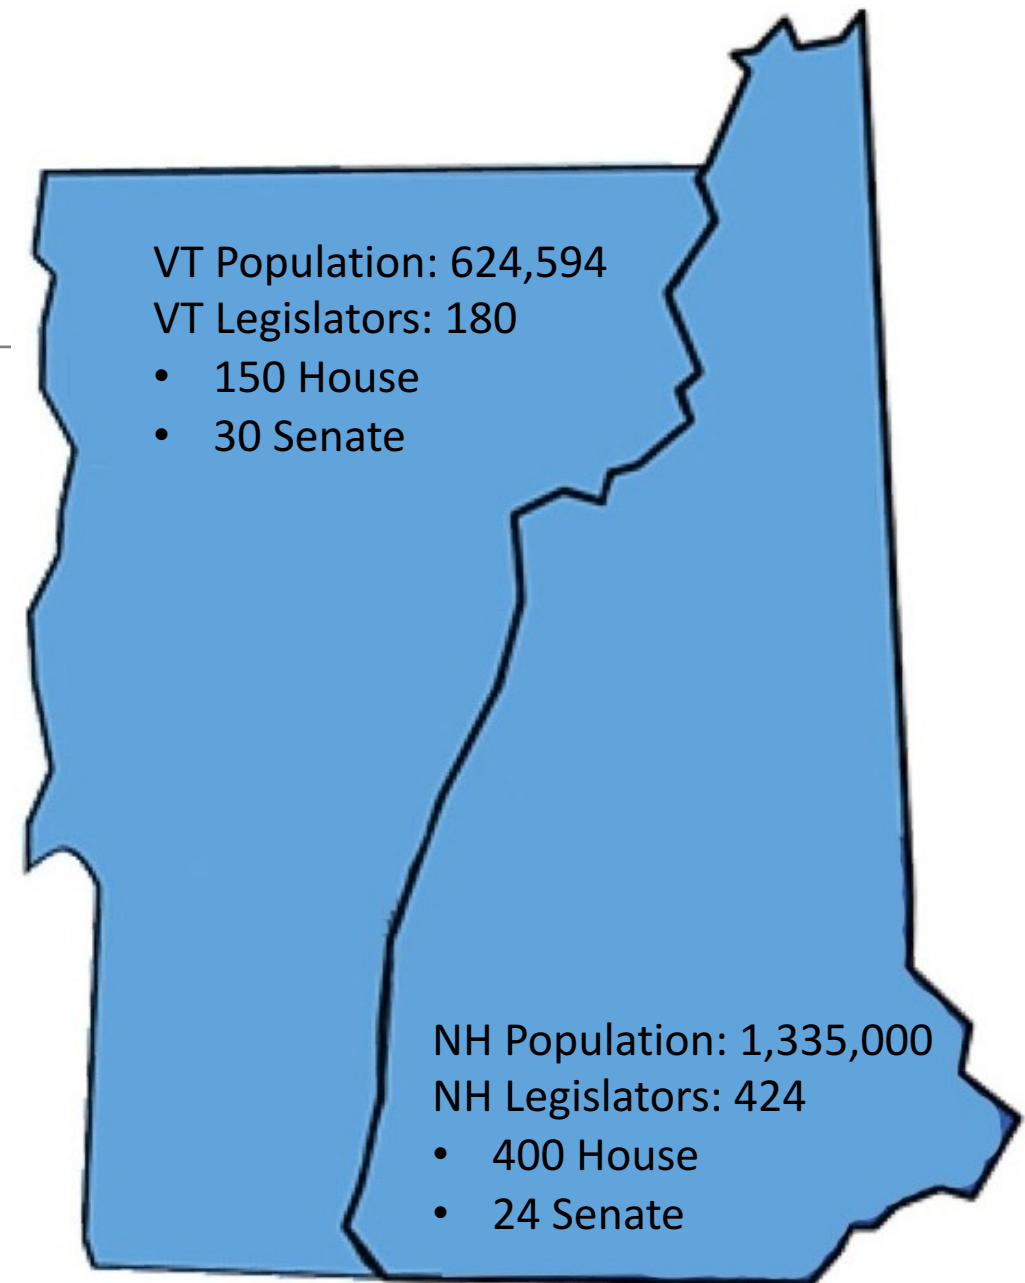 VT Population: 624,594
VT Legislators: 180
• 150 House
• 30 Senate
NH Population: 1,335,000
NH Legislators: 424
• 400 House
• 24 Senate